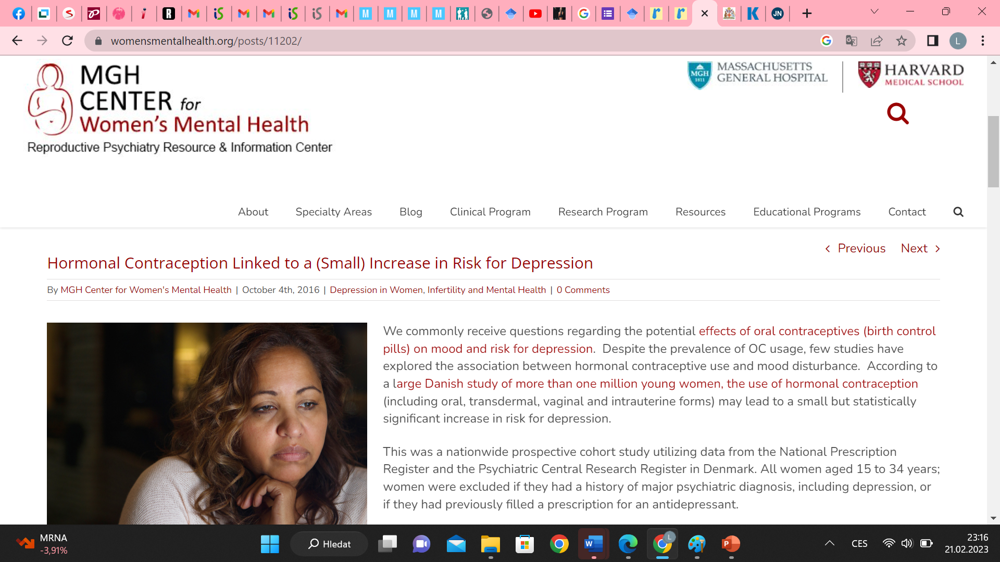 womensmentalhealth.org/posts/11202/
L
MGH
CENTER for
Women's Mental Health
Reproductive Psychiatry Resource & Information Center
MGH
1811
MASSACHUSETTS
GENERAL HOSPITAL
HARVARD
MEDICAL SCHOOL
About Specialty Areas Blog Clinical Program Research Program Resources Educational Programs Contact
Previous Next
Hormonal Contraception Linked to a (Small) Increase in Risk for Depression
By MGH Center for Women's Mental Health | October 4th, 2016 | Depression in Women, Infertility and Mental Health | 0 Comments
We commonly receive questions regarding the potential effects of oral contraceptives (birth control
pills) on mood and risk for depression. Despite the prevalence of OC usage, few studies have
explored the association between hormonal contraceptive use and mood disturbance. According to
a large Danish study of more than one million young women, the use of hormonal contraception
(including oral, transdermal, vaginal and intrauterine forms) may lead to a small but statistically
significant increase in risk for depression.
This was a nationwide prospective cohort study utilizing data from the National Prescription
Register and the Psychiatric Central Research Register in Denmark. All women aged 15 to 34 years;
women were excluded if they had a history of major psychiatric diagnosis, including depression, or
if they had previously filled a prescription for an antidepressant.
MRNA
-3,91%
Hledat
CES
23:16
21.02.2023